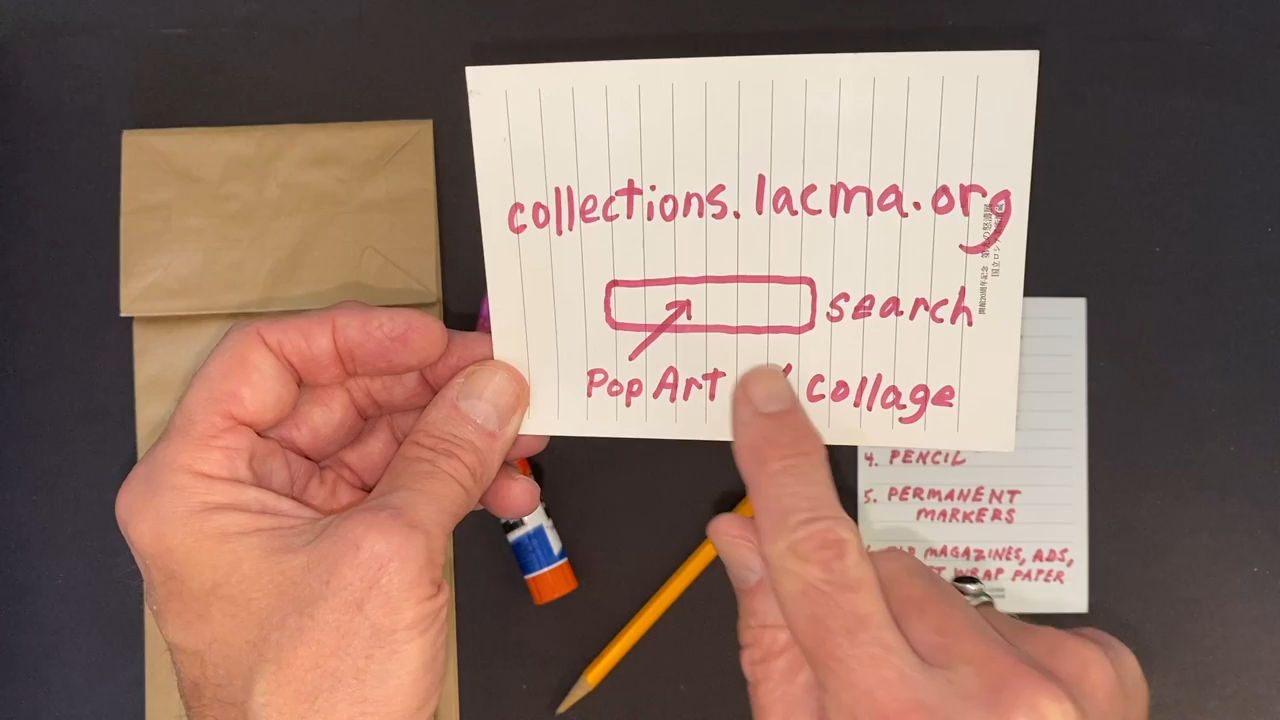 collections.lacma.org
search
Pop Art collage
4. PENCIL
5. PERMANENT
MARKERS
MAGAZINES, ADS,
WRAP PAPER